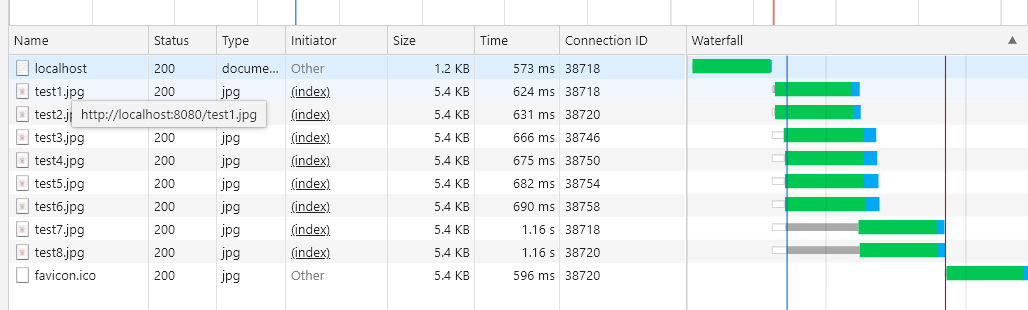 Name Status Type Initiator Size Time Connection ID Waterfall
localhost 200 docume... Other 1.2 KB 573 ms 38718
test1.jpg 200 jpg (index) 5.4 KB 624 ms 38718
test2.jp http://localhost:8080/test1.jpg (index) 5.4 KB 631 ms 38720
test3.jpg 200 jpg (index) 5.4 KB 666 ms 38746
test4.jpg 200 jpg (index) 5.4 KB 675 ms 38750
test5.jpg 200 jpg (index) 5.4 KB 682 ms 38754
test6.jpg 200 jpg (index) 5.4 KB 690 ms 38758
test7.jpg 200 jpg (index) 5.4 KB 1.16 s 38718
test8.jpg 200 jpg (index) 5.4 KB 1.16 s 38720
favicon.ico 200 jpg Other 5.4 KB 596 ms 38720